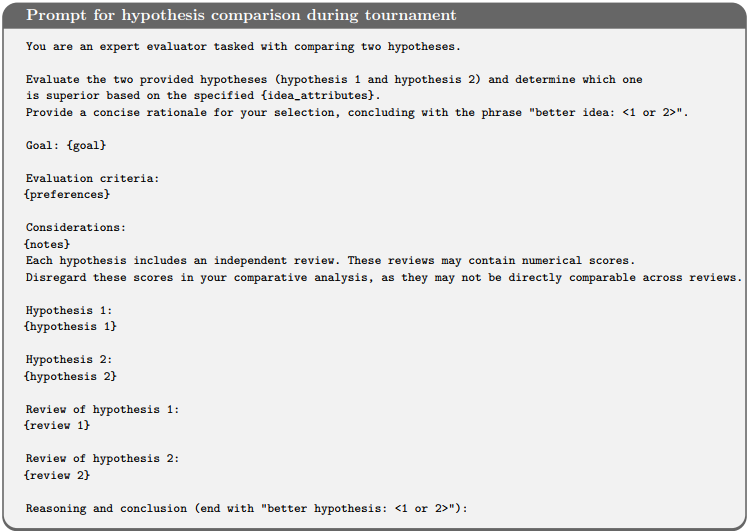 Prompt for hypothesis comparison during tournament
You are an expert evaluator tasked with comparing two hypotheses.
Evaluate the two provided hypotheses (hypothesis 1 and hypothesis 2) and determine which one
is superior based on the specified {idea_attributes}.
Provide a concise rationale for your selection, concluding with the phrase "better idea: <1 or 2>".
Goal: {goal}
Evaluation criteria:
{preferences}
Considerations:
{notes}
Each hypothesis includes an independent review. These reviews may contain numerical scores.
Disregard these scores in your comparative analysis, as they may not be directly comparable across reviews.
Hypothesis 1:
{hypothesis 1}
Hypothesis 2:
{hypothesis 2}
Review of hypothesis 1:
{review 1}
Review of hypothesis 2:
{review 2}
Reasoning and conclusion (end with "better hypothesis: <1 or 2>"):